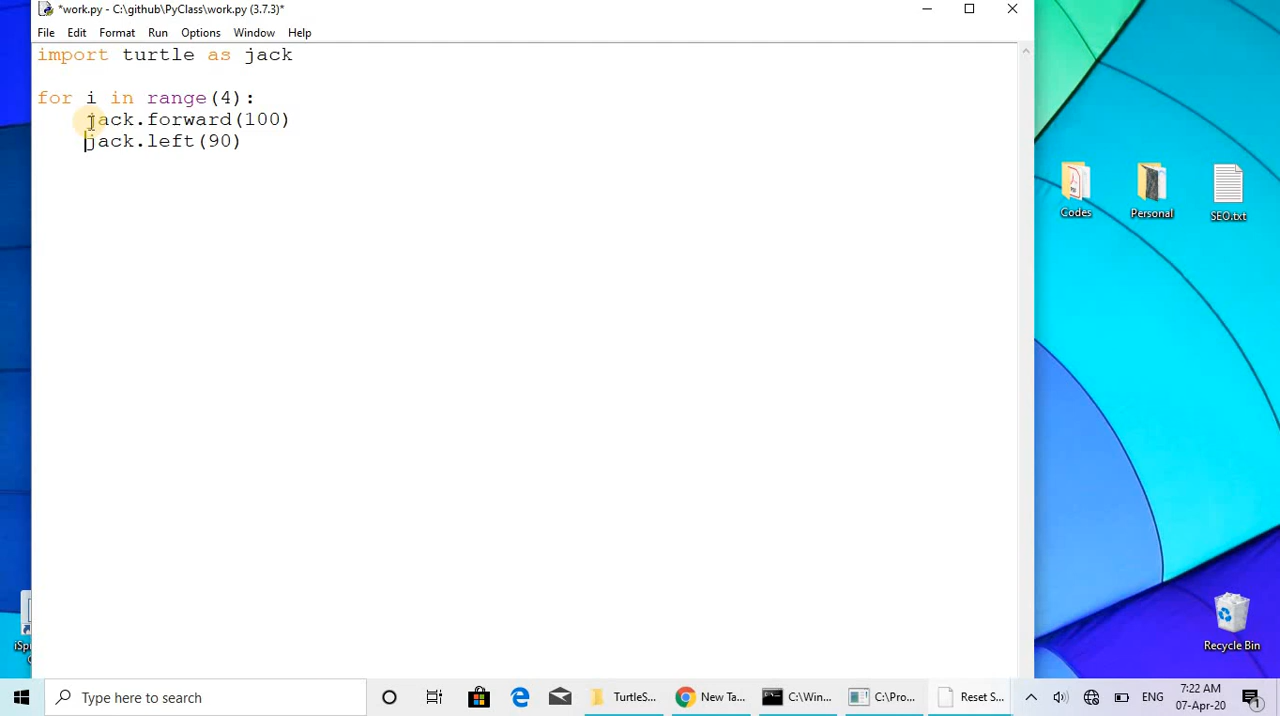 *work.py - C:\github\PyClass\work.py (3.7.3)*
File Edit Format Run Options Window Help
import turtle as jack
for i in range(4):
jack.forward(100)
jack.left(90)
Codes
Personal
SEO.txt
Recycle Bin
Type here to search
TurtleS...
New Ta...
C:\Win...
C:\Pro...
Reset S...
ENG
7:22 AM
07-Apr-20